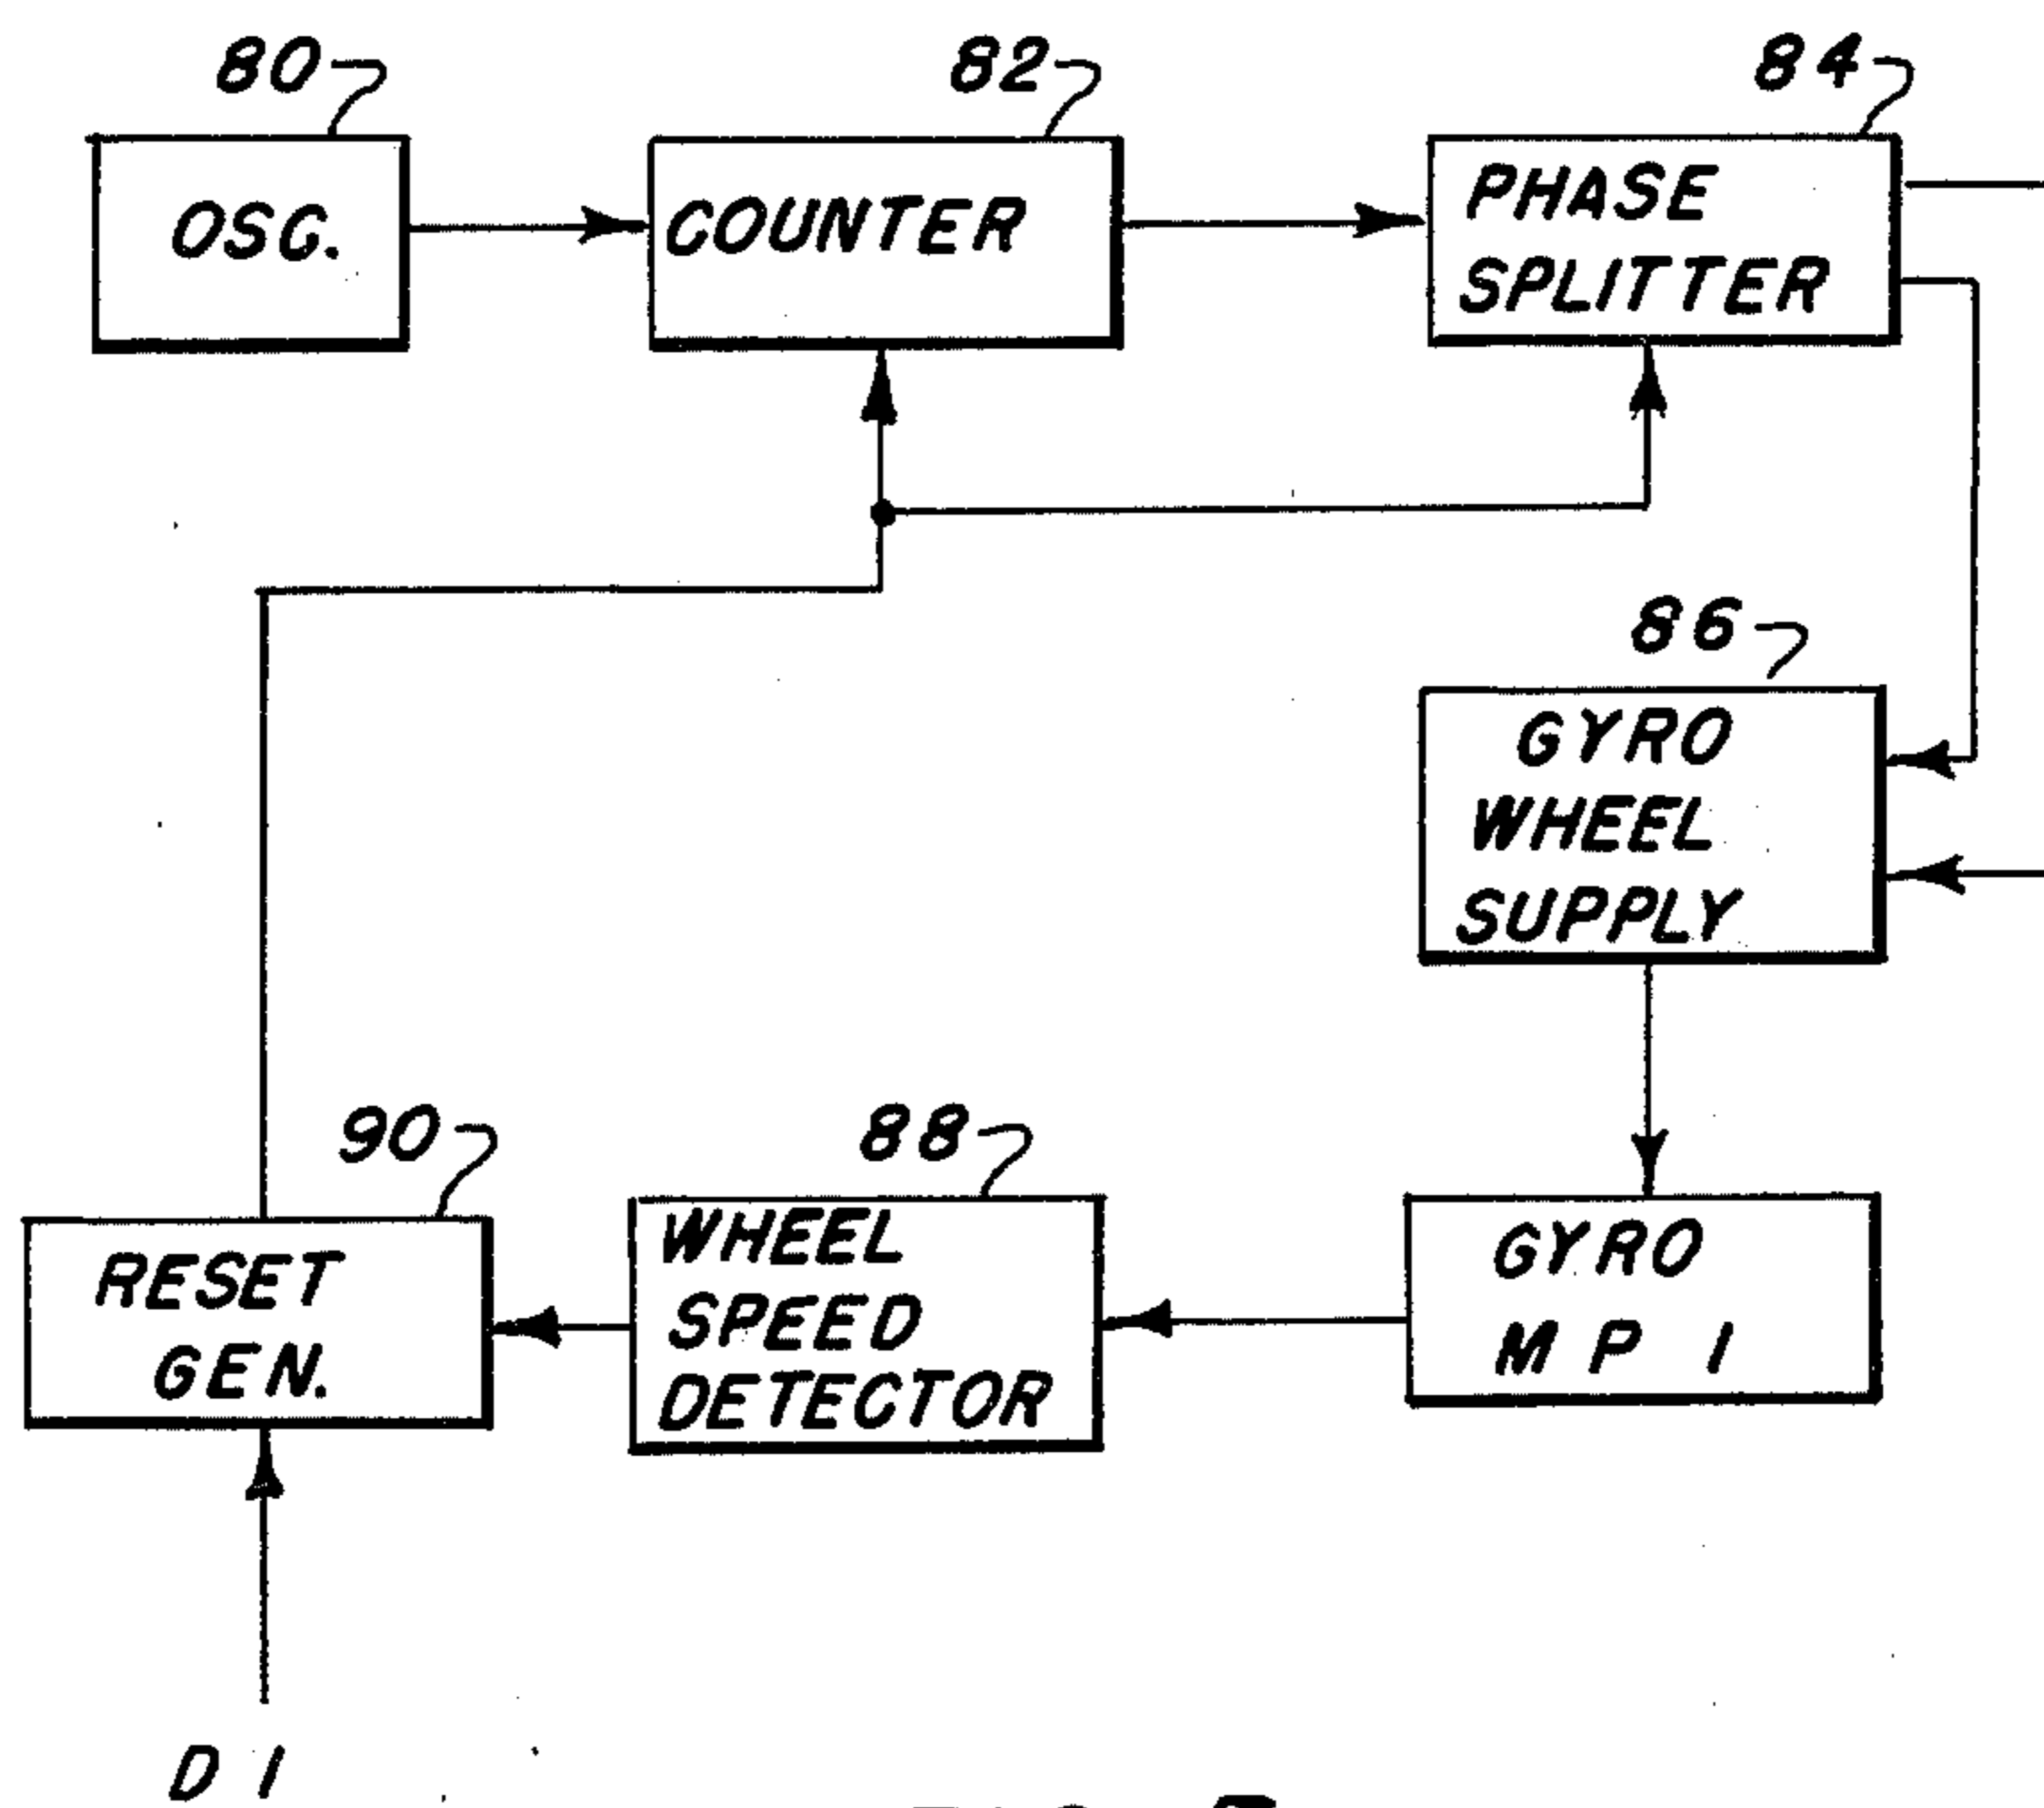 80
82
84
OSC.
COUNTER
PHASE
SPLITTER
86
GYRO
WHEEL
SUPPLY
90
88
RESET
GEN.
WHEEL
SPEED
DETECTOR
GYRO
M P I
D I